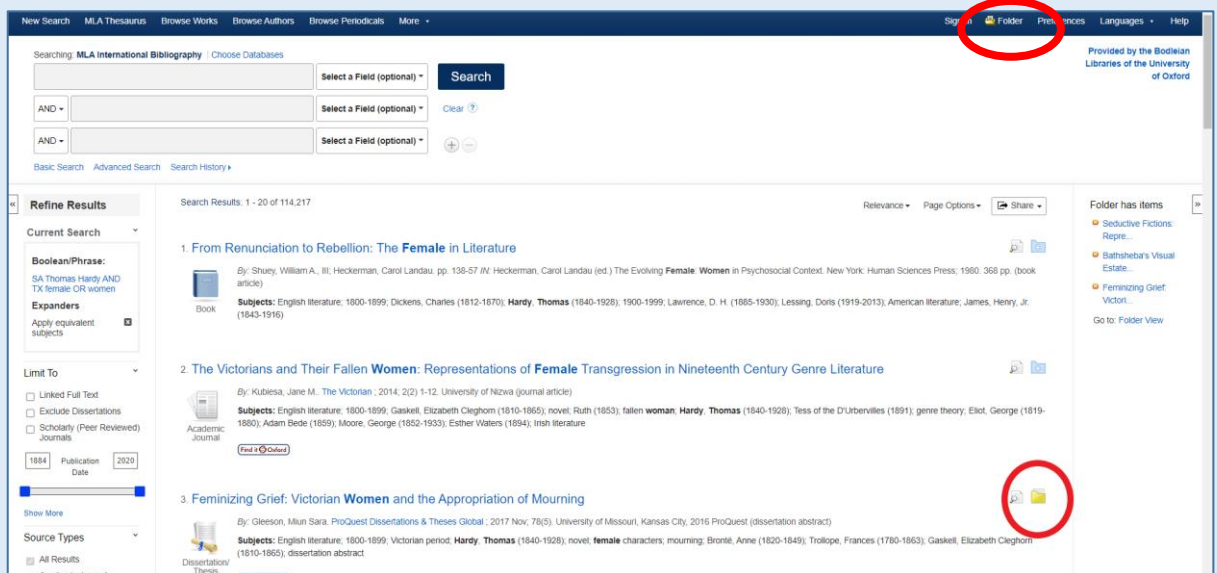 New Search MLA Thesaurus Browse Works Browse Authors Browse Periodicals More
Sign In Folder Preferences Languages Help
Searching: MLA International Bibliography | Choose Databases
Provided by the Bodleian
Libraries of the University
of Oxford
Select a Field (optional) Search
AND Select a Field (optional) Clear ?
AND Select a Field (optional)
Basic Search Advanced Search Search History
«
Refine Results
Current Search
Boolean/Phrase:
SA Thomas Hardy AND
TX female OR women
Expanders
Apply equivalent
subjects
Limit To
Linked Full Text
Exclude Dissertations
Scholarly (Peer Reviewed)
Journals
1884 Publication 2020
Date
Show More
Source Types
All Results
Search Results: 1 - 20 of 114,217
Relevance Page Options Share
1. From Renunciation to Rebellion: The Female in Literature
By: Shuey, William A., III; Heckerman, Carol Landau. pp. 138-57 IN: Heckerman, Carol Landau (ed.) The Evolving Female: Women in Psychosocial Context. New York: Human Sciences Press; 1980. 368 pp. (book
article)
Book
Subjects: English literature; 1800-1899; Dickens, Charles (1812-1870); Hardy, Thomas (1840-1928); 1900-1999; Lawrence, D. H. (1885-1930); Lessing, Doris (1919-2013); American literature; James, Henry, Jr.
(1843-1916)
2. The Victorians and Their Fallen Women: Representations of Female Transgression in Nineteenth Century Genre Literature
By: Kubiesa, Jane M.. The Victorian ; 2014; 2(2) 1-12. University of Nizwa (journal article)
Academic
Journal
Subjects: English literature; 1800-1899; Gaskell, Elizabeth Cleghorn (1810-1865); novel; Ruth (1853); fallen woman; Hardy, Thomas (1840-1928); Tess of the D'Urbervilles (1891); genre theory; Eliot, George (1819-
1880); Adam Bede (1859); Moore, George (1852-1933); Esther Waters (1894); Irish literature
Find it @ Oxford
3. Feminizing Grief: Victorian Women and the Appropriation of Mourning
By: Gleeson, Miun Sara. ProQuest Dissertations & Theses Global ; 2017 Nov; 78(5). University of Missouri, Kansas City, 2016 ProQuest (dissertation abstract)
Dissertation/
Thesis
Subjects: English literature; 1800-1899; Victorian period; Hardy, Thomas (1840-1928); novel; female characters; mourning; Brontë, Anne (1820-1849); Trollope, Frances (1780-1863); Gaskell, Elizabeth Cleghorn
(1810-1865); dissertation abstract
Folder has items
»
Seductive Fictions:
Repre...
Bathsheba's Visual
Estate...
Feminizing Grief:
Victori...
Go to: Folder View